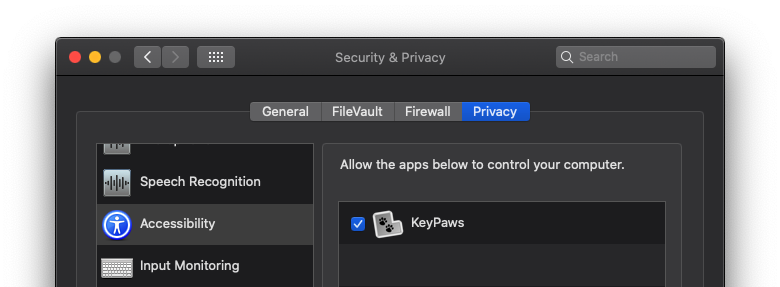 Security & Privacy
Search
General
FileVault
Firewall
Privacy
Speech Recognition
Accessibility
Input Monitoring
Allow the apps below to control your computer.
KeyPaws